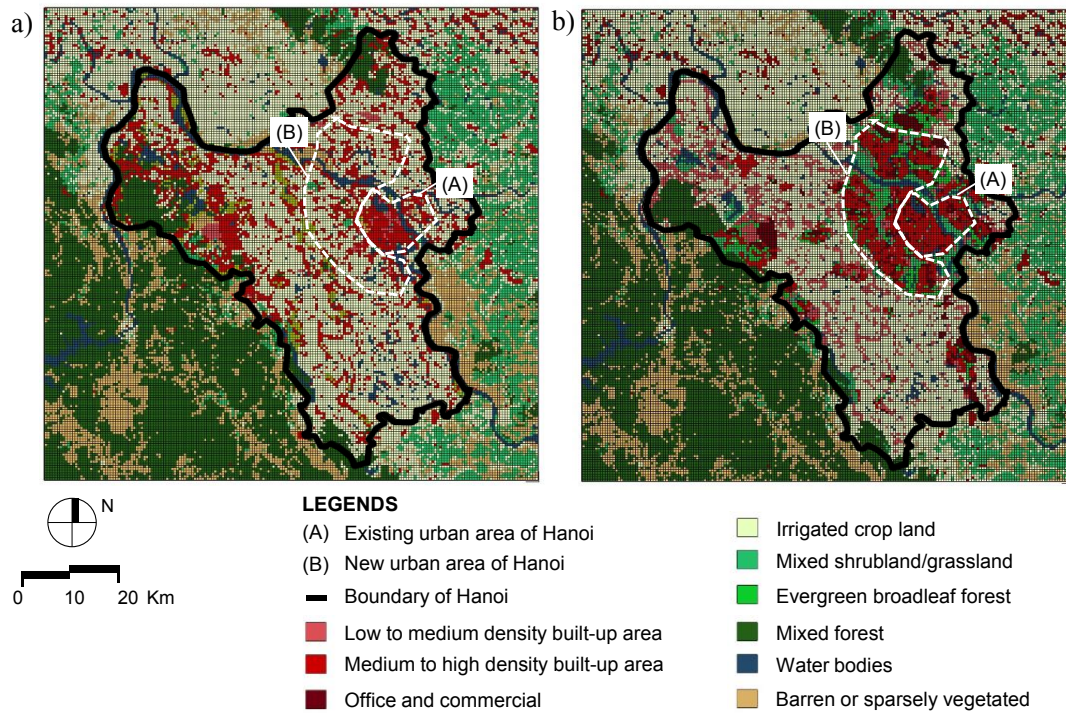 a)
(B)
(A)
b)
(B)
(A)
N
0 10 20 Km
LEGENDS
(A) Existing urban area of Hanoi
(B) New urban area of Hanoi
Boundary of Hanoi
Low to medium density built-up area
Medium to high density built-up area
Office and commercial
Irrigated crop land
Mixed shrubland/grassland
Evergreen broadleaf forest
Mixed forest
Water bodies
Barren or sparsely vegetated